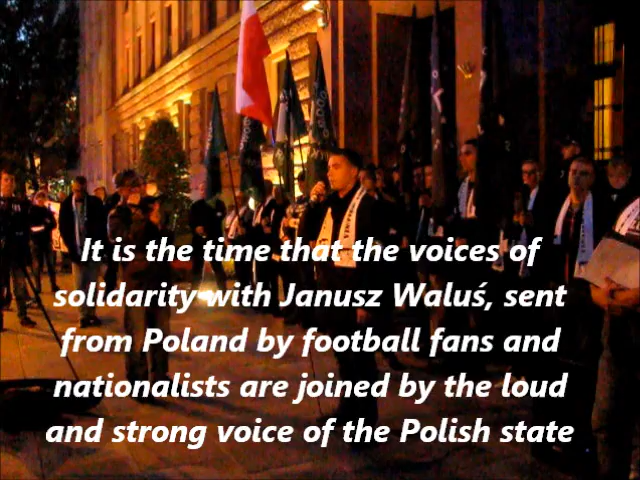 It is the time that the voices of
solidarity with Janusz Waluś, sent
from Poland by football fans and
nationalists are joined by the loud
and strong voice of the Polish state